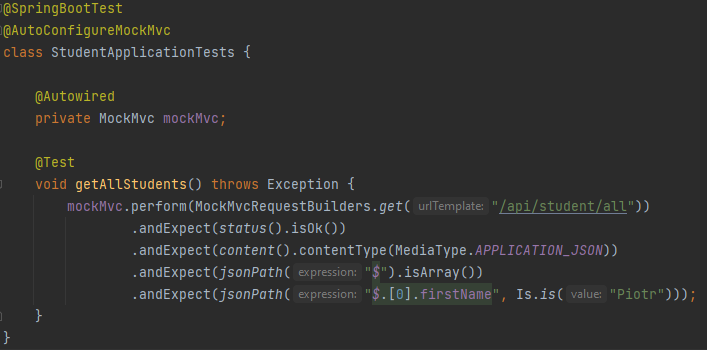 @SpringBootTest
@AutoConfigureMockMvc
class StudentApplicationTests {
@Autowired
private MockMvc mockMvc;
@Test
void getAllStudents() throws Exception {
mockMvc.perform(MockMvcRequestBuilders.get( urlTemplate: "/api/student/all"))
.andExpect(status().isOk())
.andExpect(content().contentType(MediaType.APPLICATION_JSON))
.andExpect(jsonPath( expression: "$").isArray())
.andExpect(jsonPath( expression: "$.[0].firstName", Is.is( value: "Piotr")));
}
}